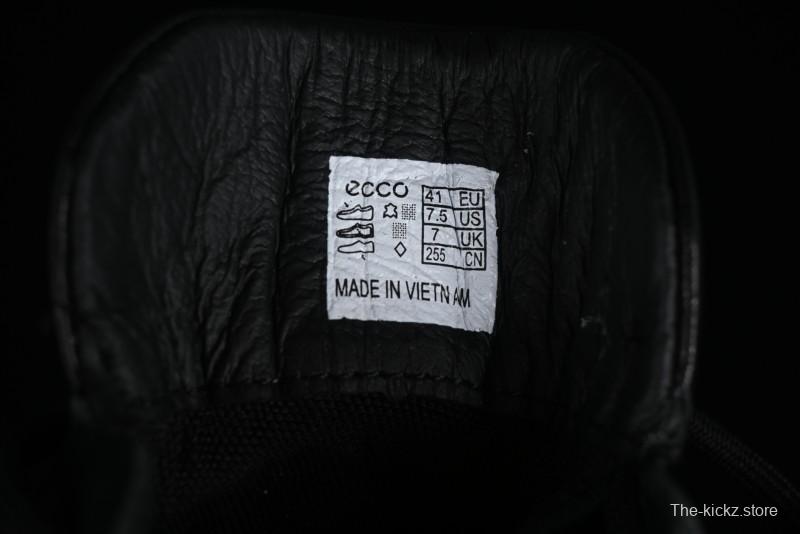 ecco
41 EU
7.5 US
7 UK
255 CN
MADE IN VIETNAM
The-kickz.store